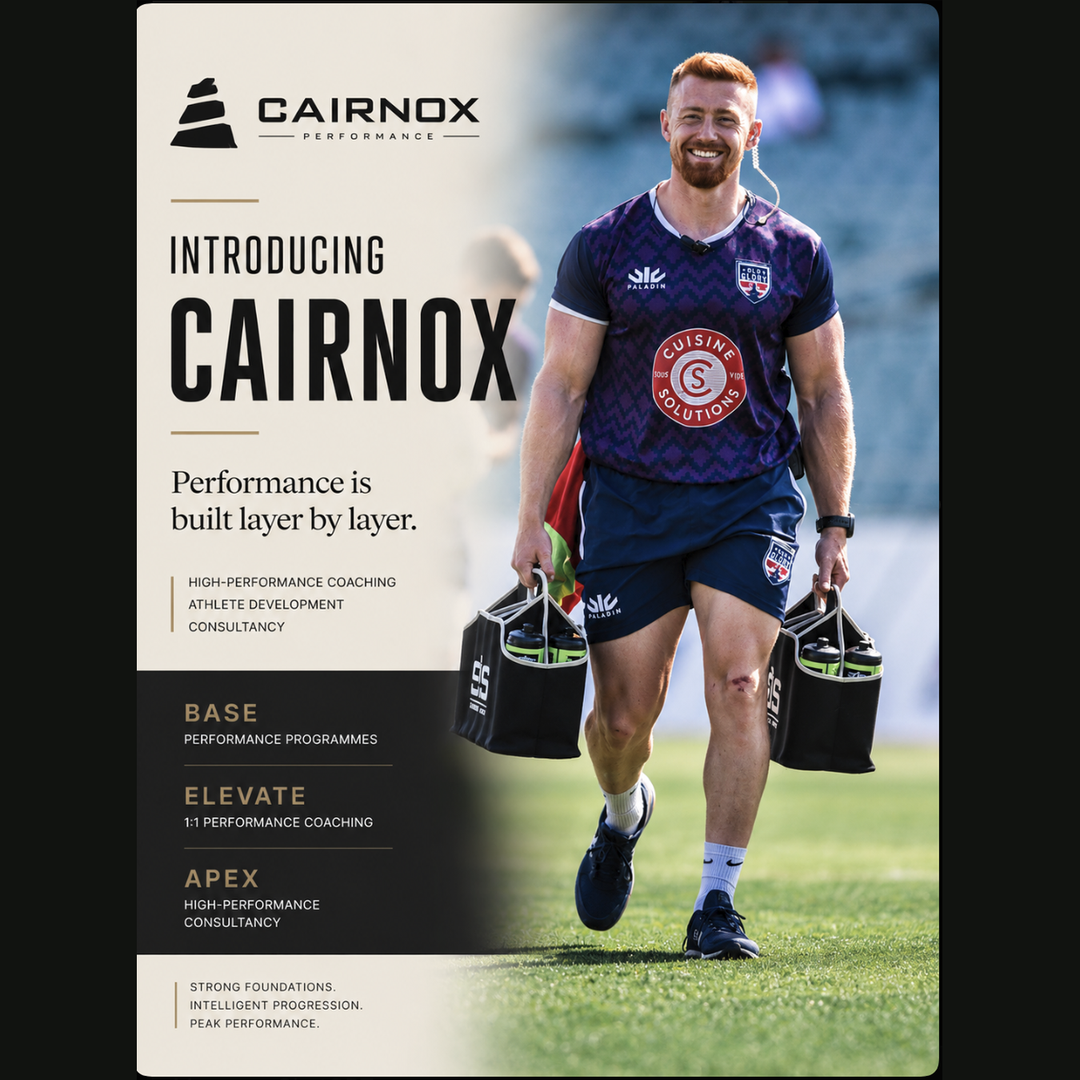 CAIRNOX
PERFORMANCE
INTRODUCING
CAIRNOX
Performance is
built layer by layer.
HIGH-PERFORMANCE COACHING
ATHLETE DEVELOPMENT
CONSULTANCY
BASE
PERFORMANCE PROGRAMMES
ELEVATE
1:1 PERFORMANCE COACHING
APEX
HIGH-PERFORMANCE
CONSULTANCY
STRONG FOUNDATIONS.
INTELLIGENT PROGRESSION.
PEAK PERFORMANCE.
PALADIN
OLD
GLORY
CUISINE
SOUS VIDE
CS
SOLUTIONS
GLORY
PALADIN